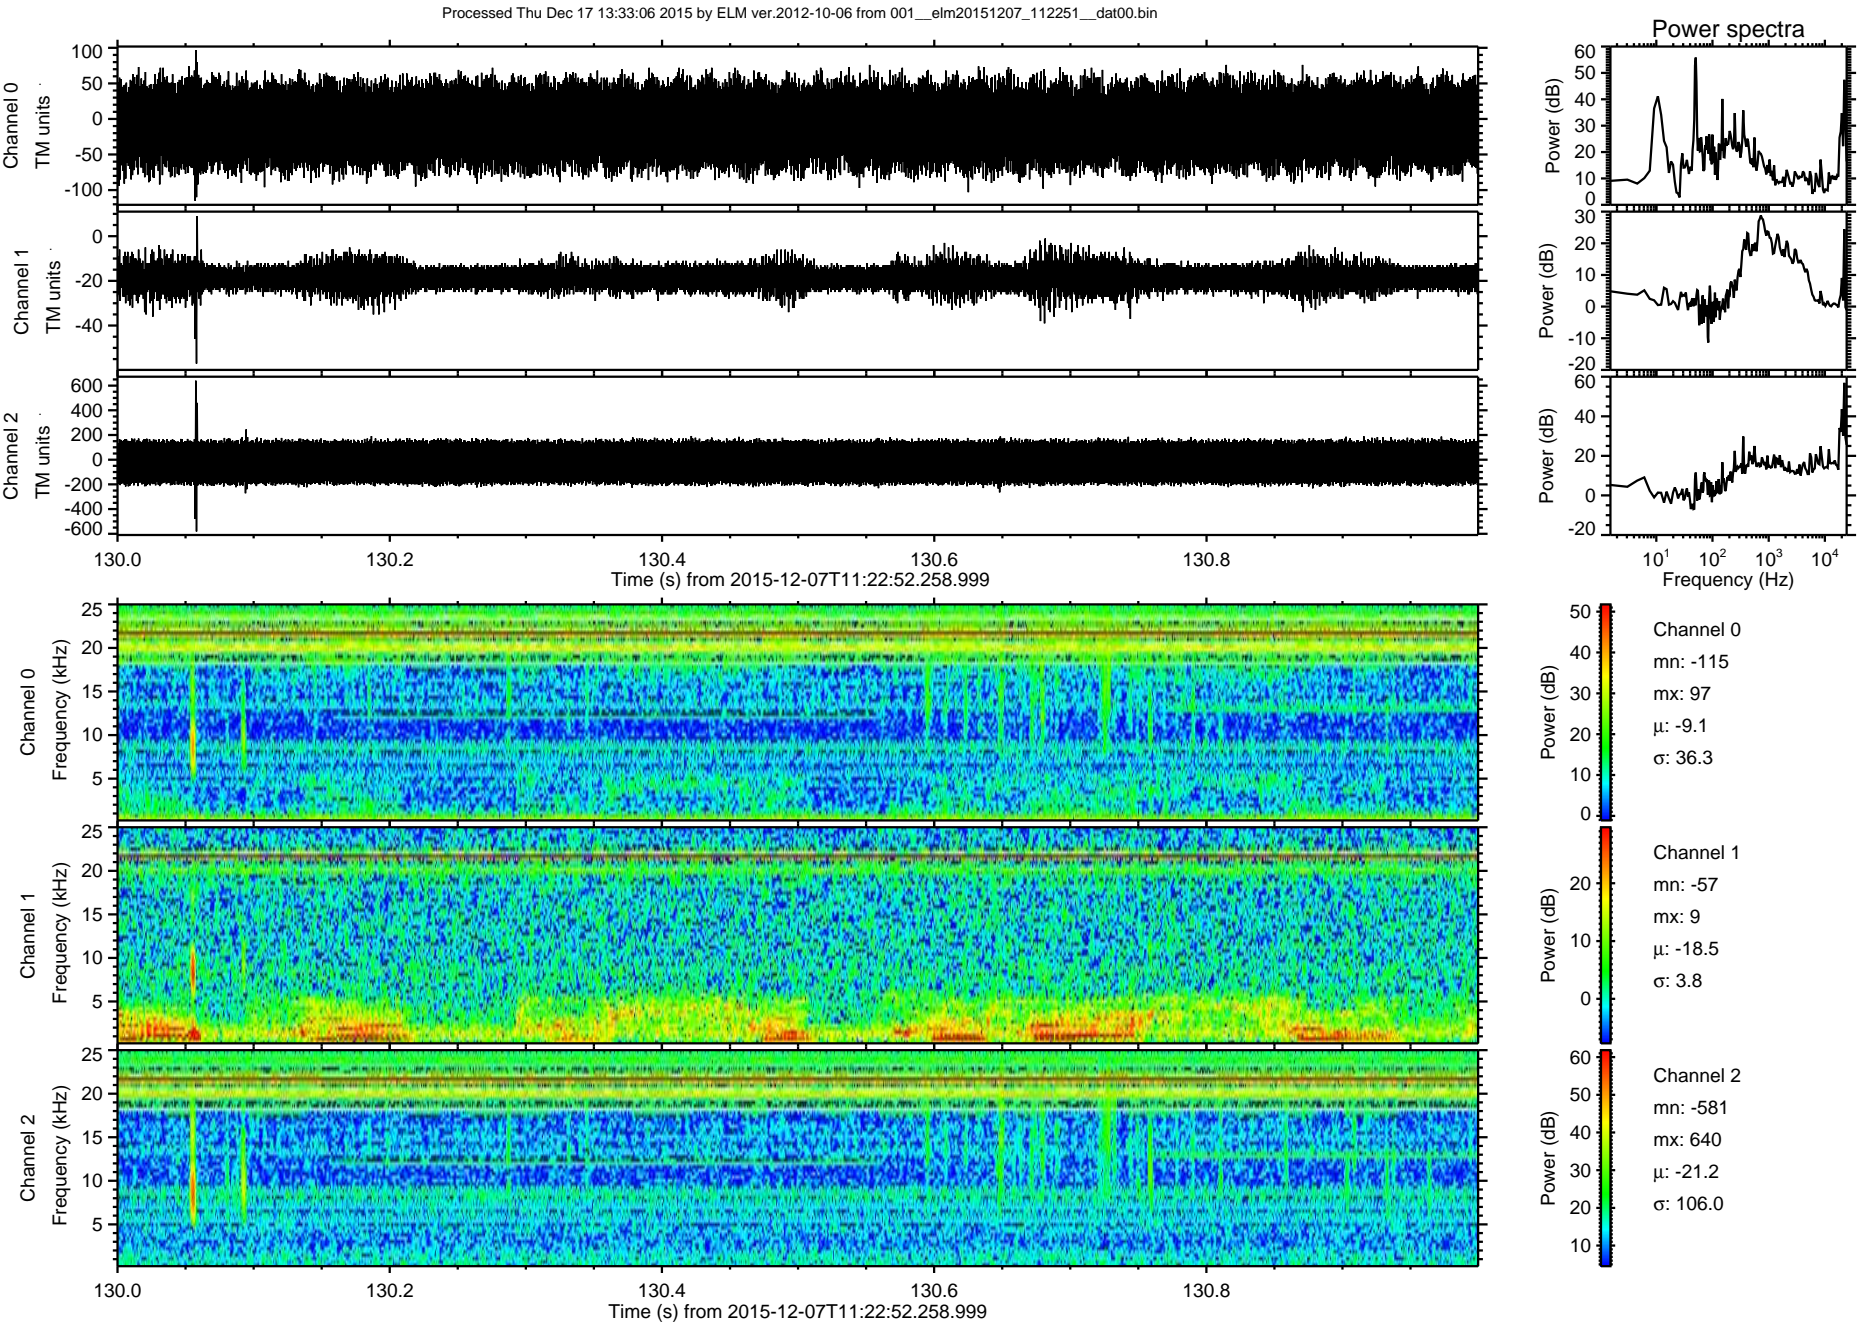 Processed Thu Dec 17 13:33:06 2015 by ELM ver.2012-10-06 from 001__elm20151207_112251__dat00.bin
Power spectra
Channel 0
TM units
100
50
0
-50
-100
Power (dB)
60
50
40
30
20
10
0
Channel 1
TM units
0
-20
-40
Power (dB)
30
20
10
0
-10
-20
Channel 2
TM units
600
400
200
0
-200
-400
-600
Power (dB)
60
40
20
0
-20
130.0 130.2 130.4 130.6 130.8
Time (s) from 2015-12-07T11:22:52.258.999
10¹ 10² 10³ 10⁴
Frequency (Hz)
Channel 0
Frequency (kHz)
25
20
15
10
5
Power (dB)
50
40
30
20
10
0
Channel 0
mn: -115
mx: 97
µ: -9.1
σ: 36.3
Channel 1
Frequency (kHz)
25
20
15
10
5
Power (dB)
20
10
0
Channel 1
mn: -57
mx: 9
µ: -18.5
σ: 3.8
Channel 2
Frequency (kHz)
25
20
15
10
5
Power (dB)
60
50
40
30
20
10
Channel 2
mn: -581
mx: 640
µ: -21.2
σ: 106.0
130.0 130.2 130.4 130.6 130.8
Time (s) from 2015-12-07T11:22:52.258.999